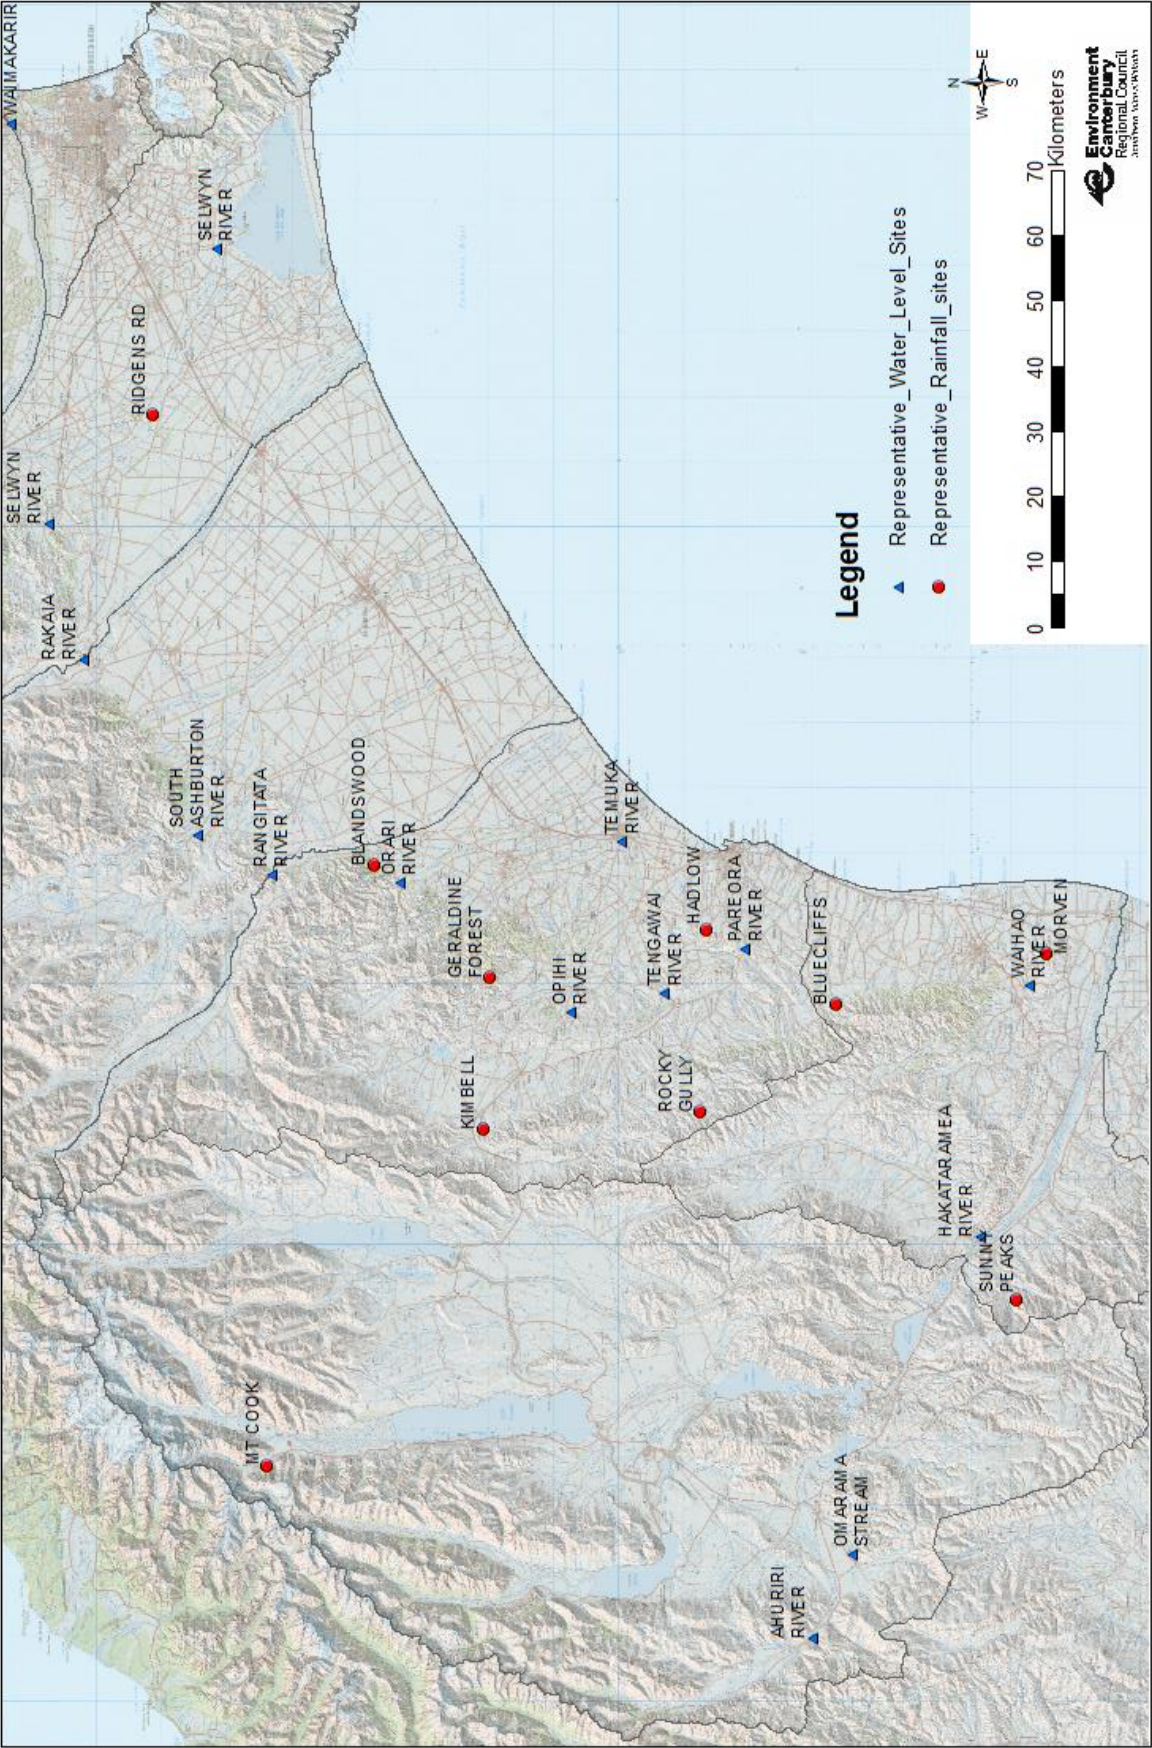 WAIMAKARIR
SELWYN
RIVER
RIDGENS RD
SELWYN
RIVER
RAKAIA
RIVER
SOUTH
ASHBURTON
RIVER
RANGITATA
RIVER
BLANDSWOOD
ORARI
RIVER
GERALDINE
FOREST
TEMUKA
RIVER
OPIHI
RIVER
TENGAWAI
RIVER
HADLOW
PAREORA
RIVER
BLUECLIFFS
WAIHAO
RIVER
MORVEN
KIMBELL
ROCKY
GULLY
HAKATARAMEA
RIVER
SUNNY
PEAKS
MT COOK
OMARAMA
STREAM
AHURIRI
RIVER
Legend
Representative_Water_Level_Sites
Representative_Rainfall_sites
N
W
E
S
0 10 20 30 40 50 60 70
Kilometers
Environment
Canterbury
Regional Council